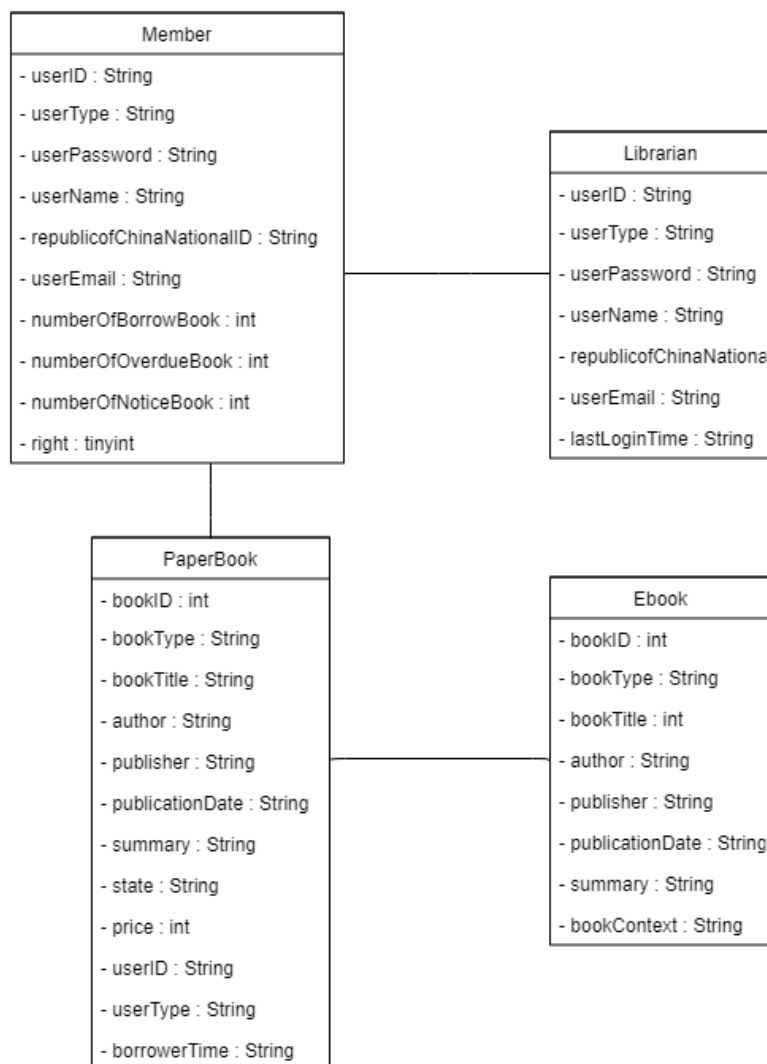 Member
- userID : String
- userType : String
- userPassword : String
- userName : String
- republicofChinaNationalID : String
- userEmail : String
- numberOfBorrowBook : int
- numberOfOverdueBook : int
- numberOfNoticeBook : int
- right : tinyint
Librarian
- userID : String
- userType : String
- userPassword : String
- userName : String
- republicofChinaNationa
- userEmail : String
- lastLoginTime : String
PaperBook
- bookID : int
- bookType : String
- bookTitle : String
- author : String
- publisher : String
- publicationDate : String
- summary : String
- state : String
- price : int
- userID : String
- userType : String
- borrowerTime : String
Ebook
- bookID : int
- bookType : String
- bookTitle : int
- author : String
- publisher : String
- publicationDate : String
- summary : String
- bookContext : String